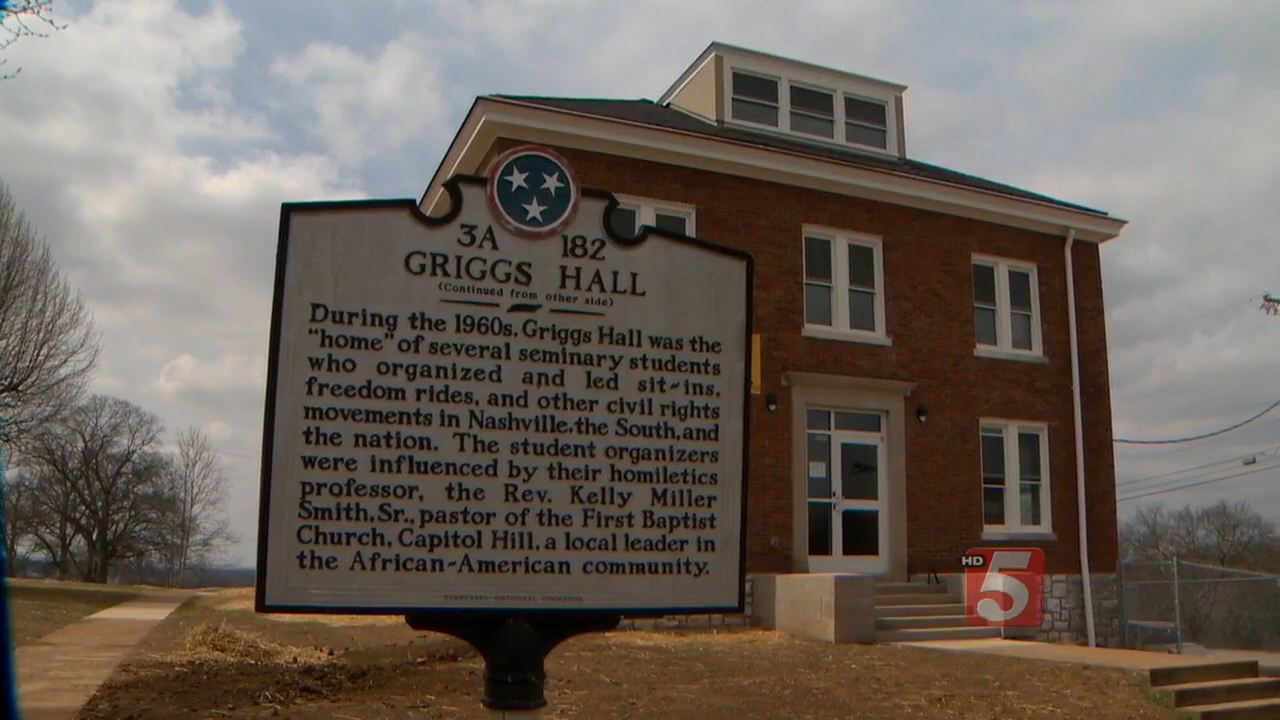 3A 182
GRIGGS HALL
(Continued from other side)
During the 1960s, Griggs Hall was the
"home" of several seminary students
who organized and led sit-ins,
freedom rides, and other civil rights
movements in Nashville, the South, and
the nation. The student organizers
were influenced by their homiletics
professor, the Rev. Kelly Miller
Smith, Sr., pastor of the First Baptist
Church, Capitol Hill, a local leader in
the African-American community.
TENNESSEE HISTORICAL COMMISSION
HD 5